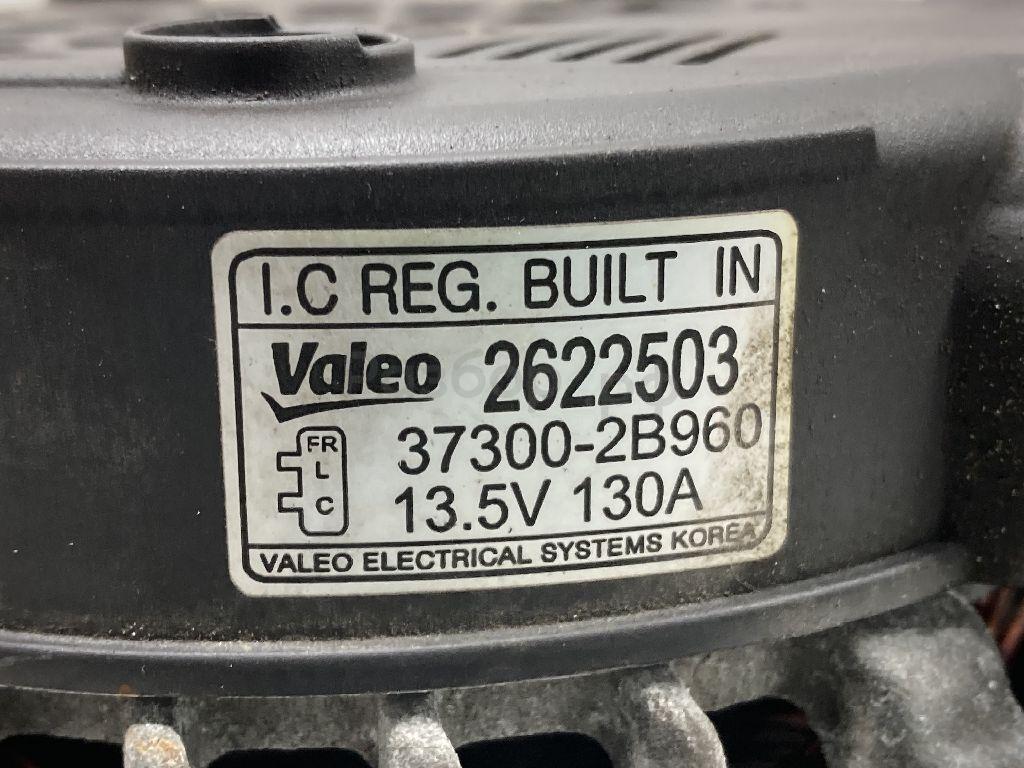 I.C REG. BUILT IN
Valeo 2622503
FR
L
C
37300-2B960
13.5V 130A
VALEO ELECTRICAL SYSTEMS KOREA